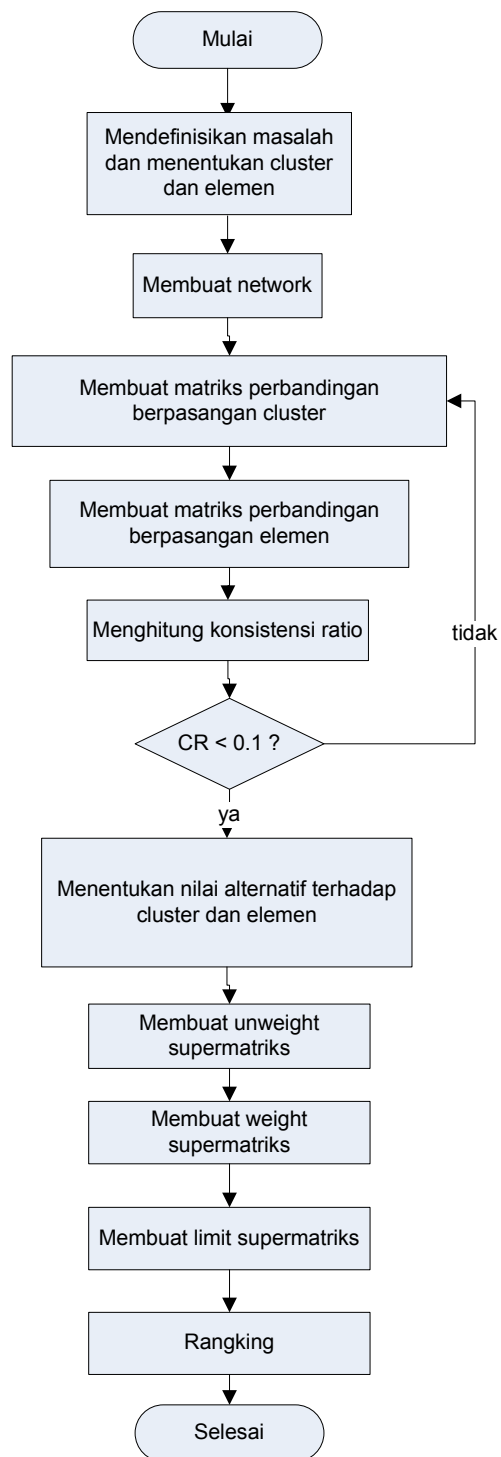 Mulai
Mendefinisikan masalah
dan menentukan cluster
dan elemen
Membuat network
Membuat matriks perbandingan
berpasangan cluster
Membuat matriks perbandingan
berpasangan elemen
Menghitung konsistensi ratio
tidak
CR < 0.1 ?
ya
Menentukan nilai alternatif terhadap
cluster dan elemen
Membuat unweight
supermatriks
Membuat weight
supermatriks
Membuat limit supermatriks
Rangking
Selesai